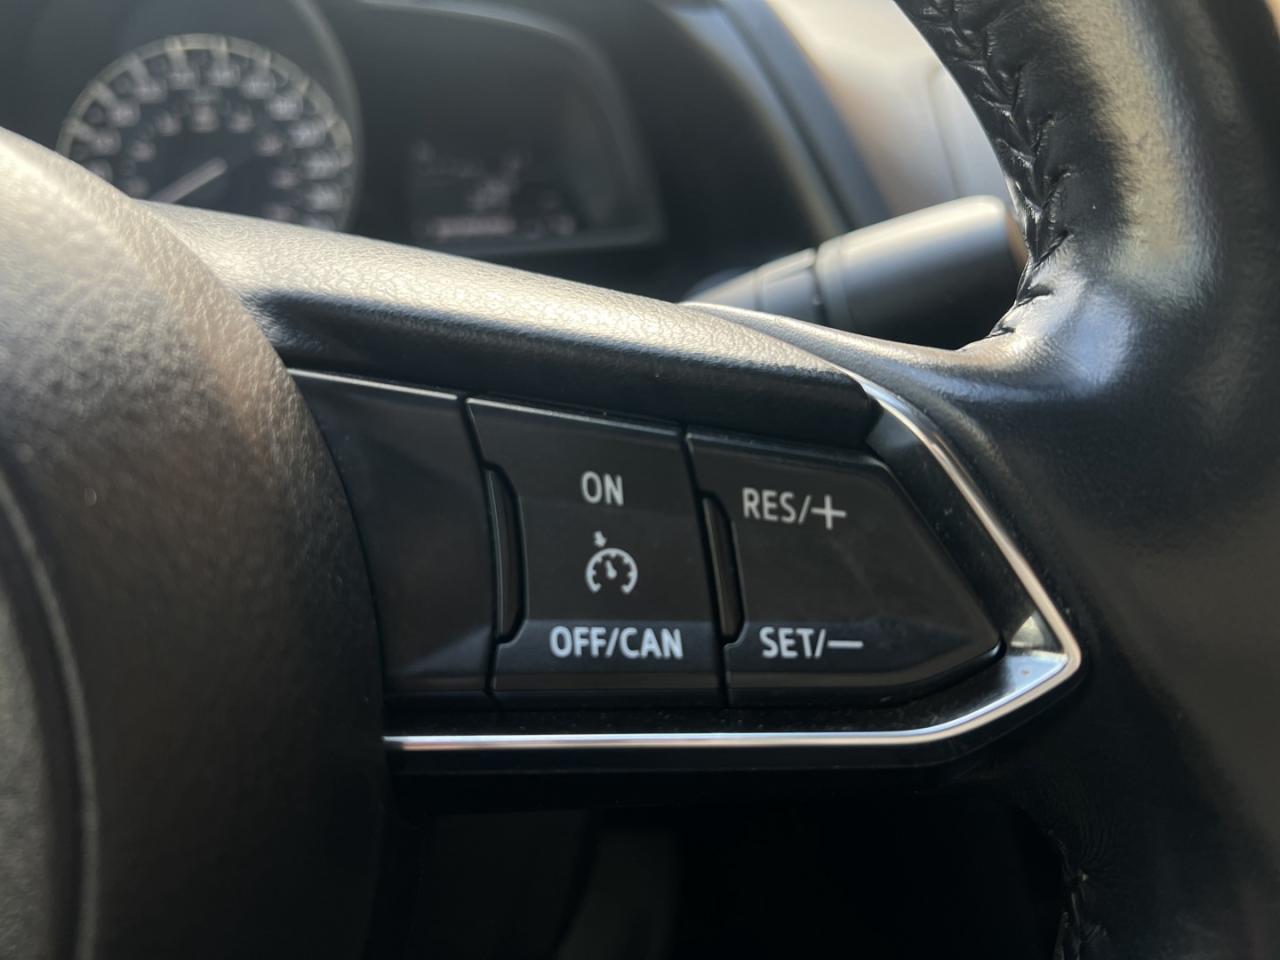 ON
RES/+
OFF/CAN
SET/−